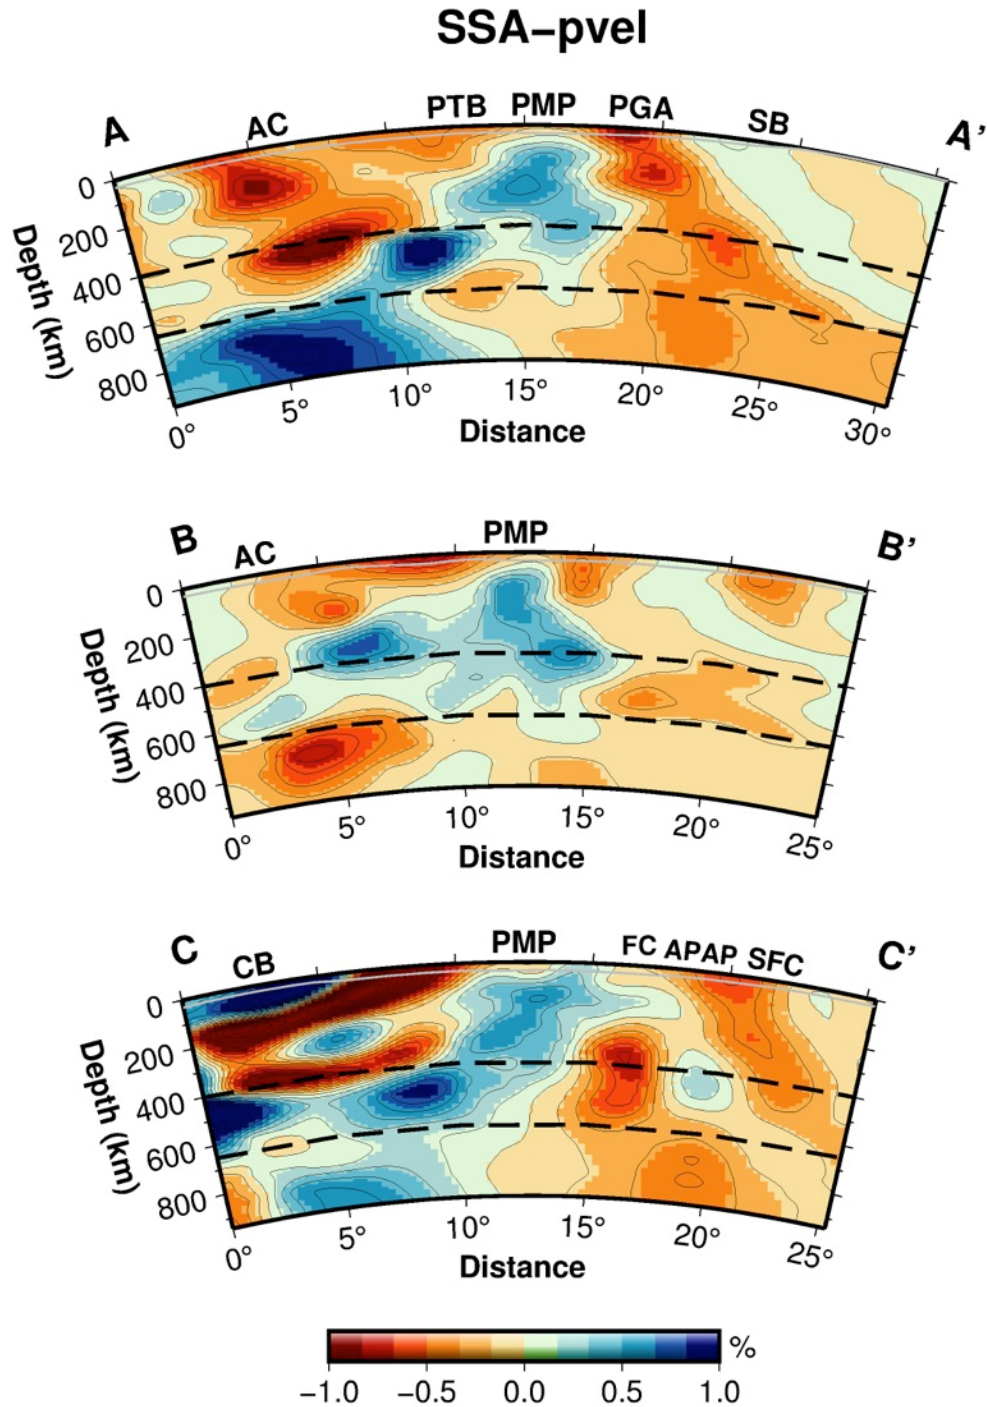 SSA–pvel
A AC PTB PMP PGA SB A’
0
200
400
600
800
Depth (km)
0° 5° 10° 15° 20° 25° 30°
Distance
B AC PMP B’
0
200
400
600
800
Depth (km)
0° 5° 10° 15° 20° 25°
Distance
C CB PMP FC APAP SFC C’
0
200
400
600
800
Depth (km)
0° 5° 10° 15° 20° 25°
Distance
%
−1.0 −0.5 0.0 0.5 1.0